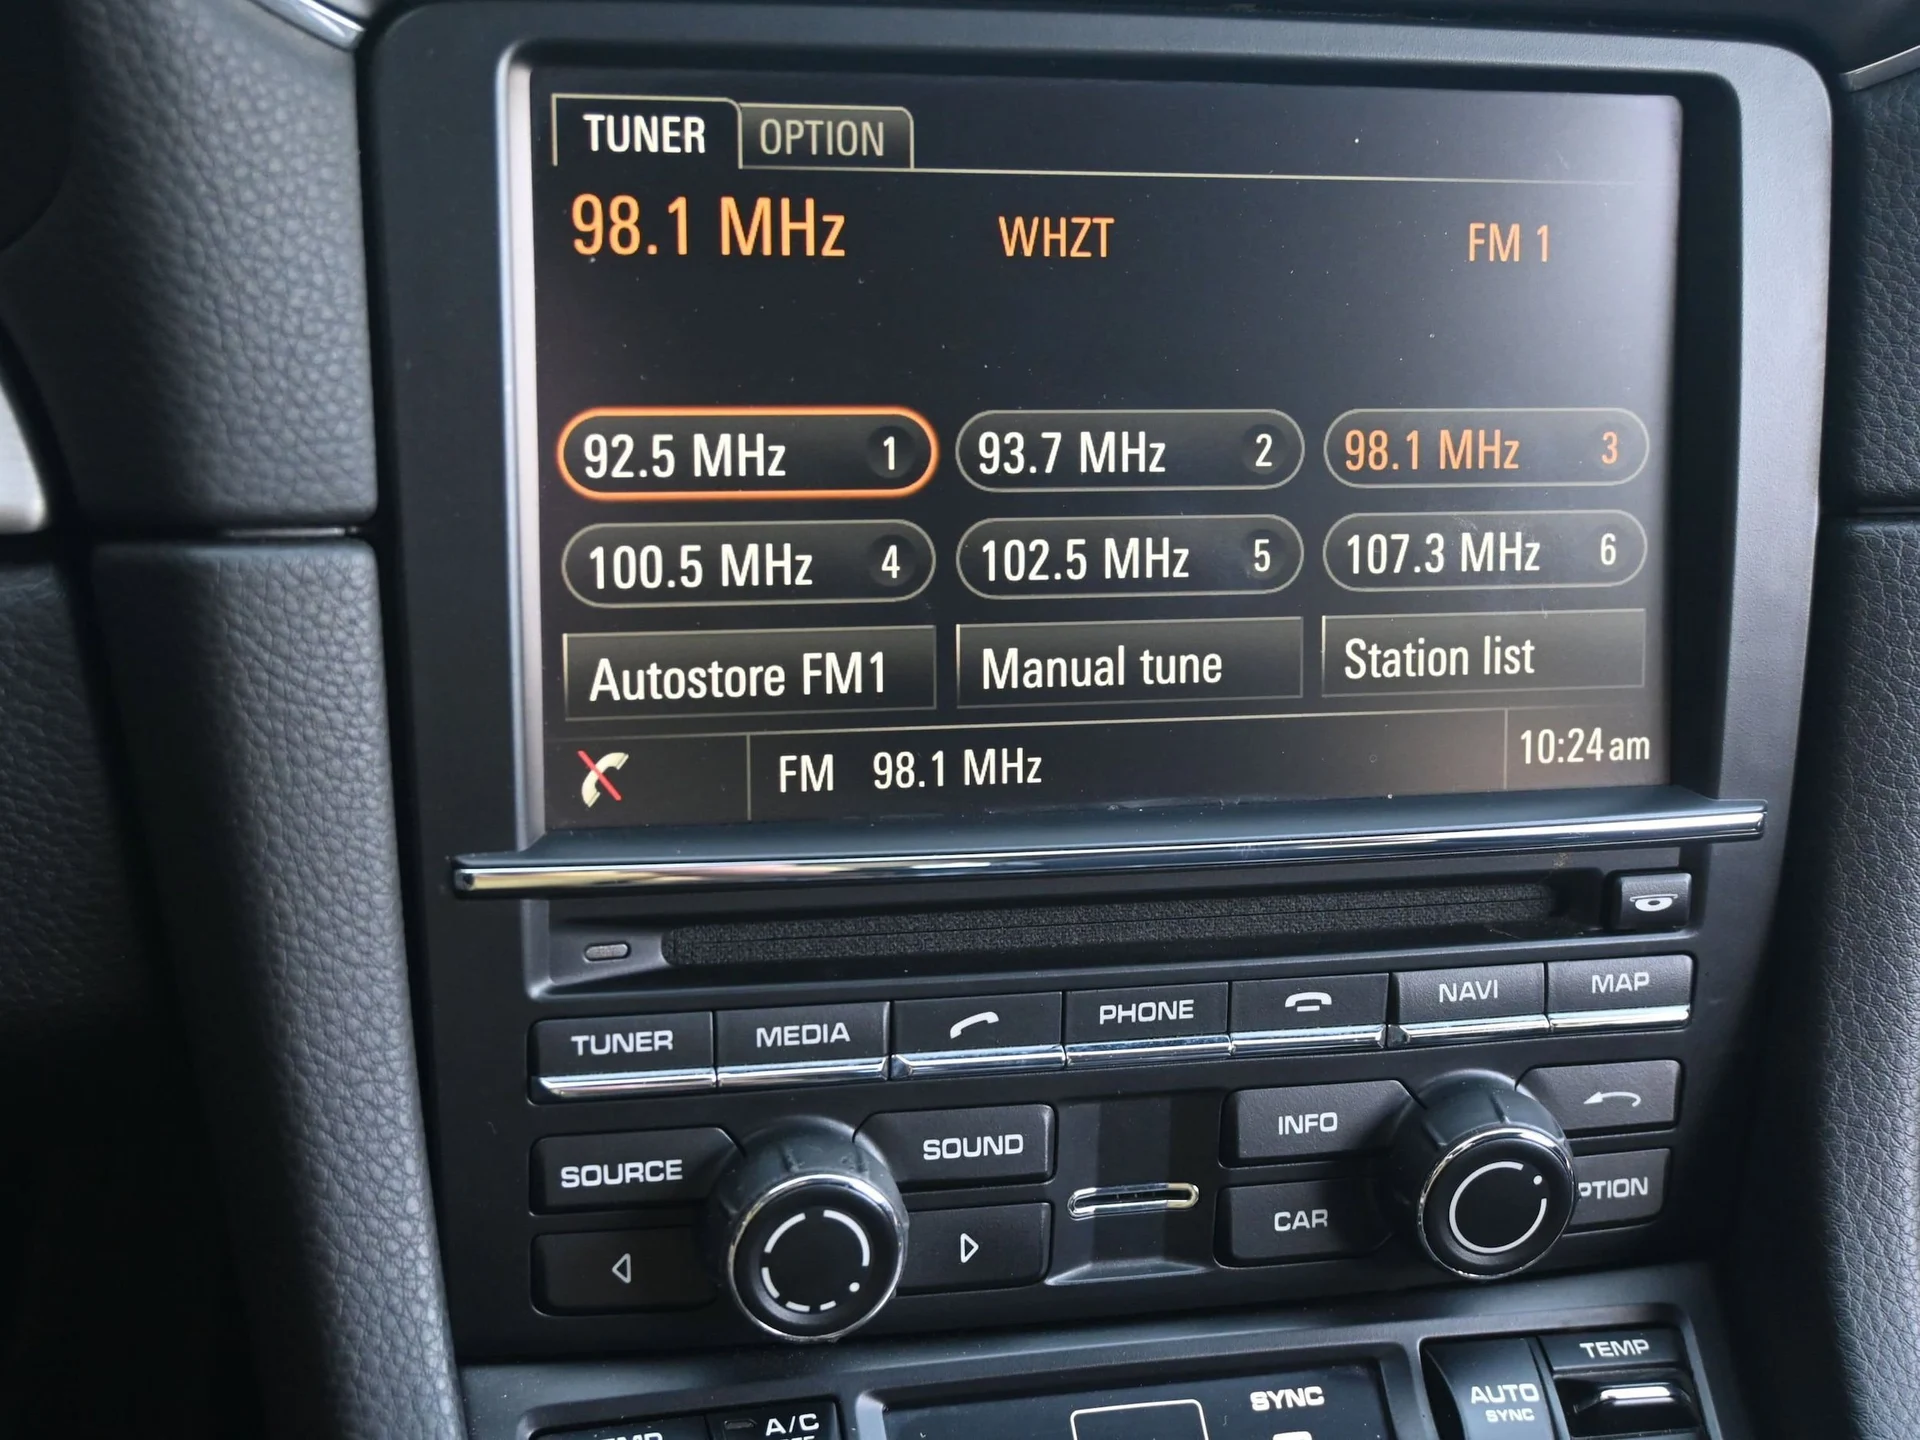 TUNER OPTION
98.1 MHz WHZT FM 1
92.5 MHz 1 93.7 MHz 2 98.1 MHz 3
100.5 MHz 4 102.5 MHz 5 107.3 MHz 6
Autostore FM1 Manual tune Station list
FM 98.1 MHz 10:24 am
TUNER MEDIA PHONE NAVI MAP
SOURCE SOUND INFO
CAR PTION
TEMP
A/C SYNC AUTO
SYNC